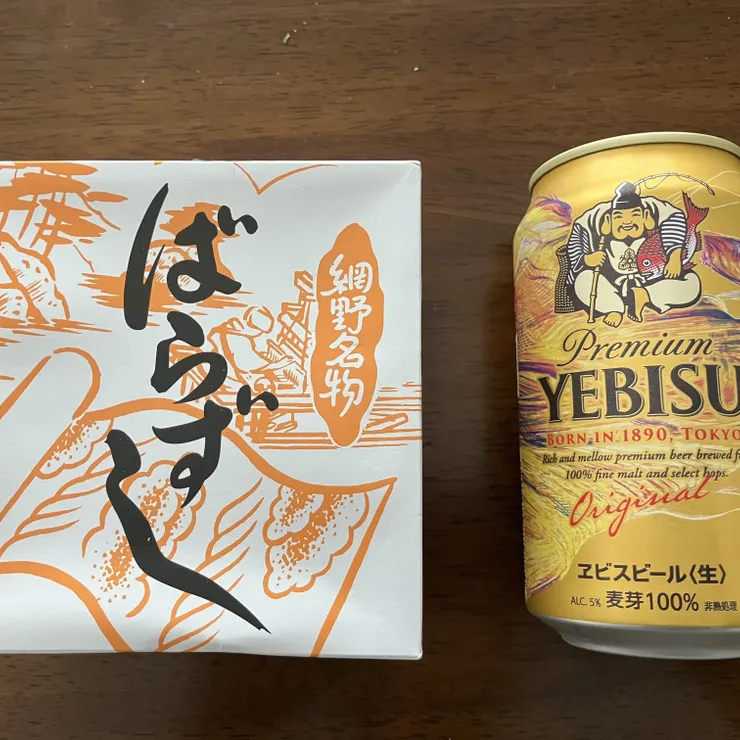 ばらずし
網野名物
Premium
YEBISU
BORN IN 1890, TOKYO
Rich and mellow premium beer brewed
100% fine malt and select hops.
Original
ヱビスビール〈生〉
ALC. 5% 麦芽100% 非熱処理